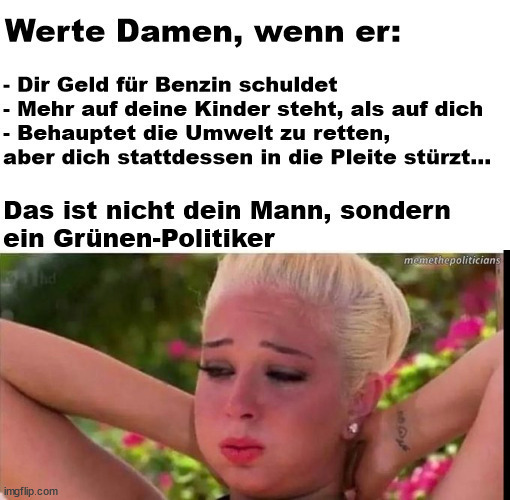 Werte Damen, wenn er:
- Dir Geld für Benzin schuldet
- Mehr auf deine Kinder steht, als auf dich
- Behauptet die Umwelt zu retten,
aber dich stattdessen in die Pleite stürzt...
Das ist nicht dein Mann, sondern
ein Grünen-Politiker
memethepoliticians
hd
imgflip.com